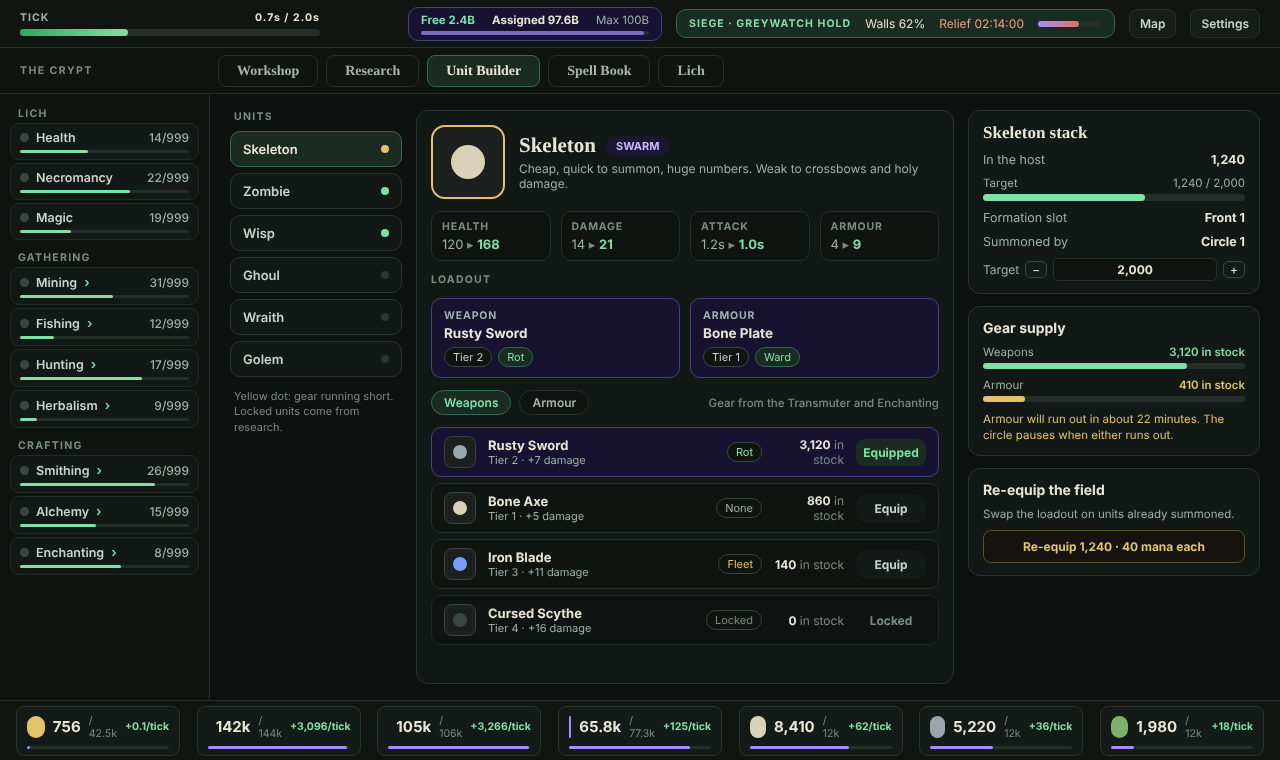 TICK 0.7s / 2.0s
Free 2.4B Assigned 97.6B Max 100B
SIEGE · GREYWATCH HOLD Walls 62% Relief 02:14:00
Map
Settings
THE CRYPT
Workshop
Research
Unit Builder
Spell Book
Lich
LICH
Health 14/999
Necromancy 22/999
Magic 19/999
GATHERING
Mining › 31/999
Fishing › 12/999
Hunting › 17/999
Herbalism › 9/999
CRAFTING
Smithing › 26/999
Alchemy › 15/999
Enchanting › 8/999
UNITS
Skeleton
Zombie
Wisp
Ghoul
Wraith
Golem
Yellow dot: gear running short.
Locked units come from
research.
Skeleton SWARM
Cheap, quick to summon, huge numbers. Weak to crossbows and holy
damage.
HEALTH
120 ▸ 168
DAMAGE
14 ▸ 21
ATTACK
1.2s ▸ 1.0s
ARMOUR
4 ▸ 9
LOADOUT
WEAPON
Rusty Sword
Tier 2 Rot
ARMOUR
Bone Plate
Tier 1 Ward
Weapons
Armour
Gear from the Transmuter and Enchanting
Rusty Sword
Tier 2 · +7 damage
Rot
3,120 in
stock
Equipped
Bone Axe
Tier 1 · +5 damage
None
860 in
stock
Equip
Iron Blade
Tier 3 · +11 damage
Fleet
140 in stock
Equip
Cursed Scythe
Tier 4 · +16 damage
Locked
0 in stock
Locked
Skeleton stack
In the host 1,240
Target 1,240 / 2,000
Formation slot Front 1
Summoned by Circle 1
Target − 2,000 +
Gear supply
Weapons 3,120 in stock
Armour 410 in stock
Armour will run out in about 22 minutes. The
circle pauses when either runs out.
Re-equip the field
Swap the loadout on units already summoned.
Re-equip 1,240 · 40 mana each
756 / 42.5k +0.1/tick
142k / 144k +3,096/tick
105k / 106k +3,266/tick
65.8k / 77.3k +125/tick
8,410 / 12k +62/tick
5,220 / 12k +36/tick
1,980 / 12k +18/tick